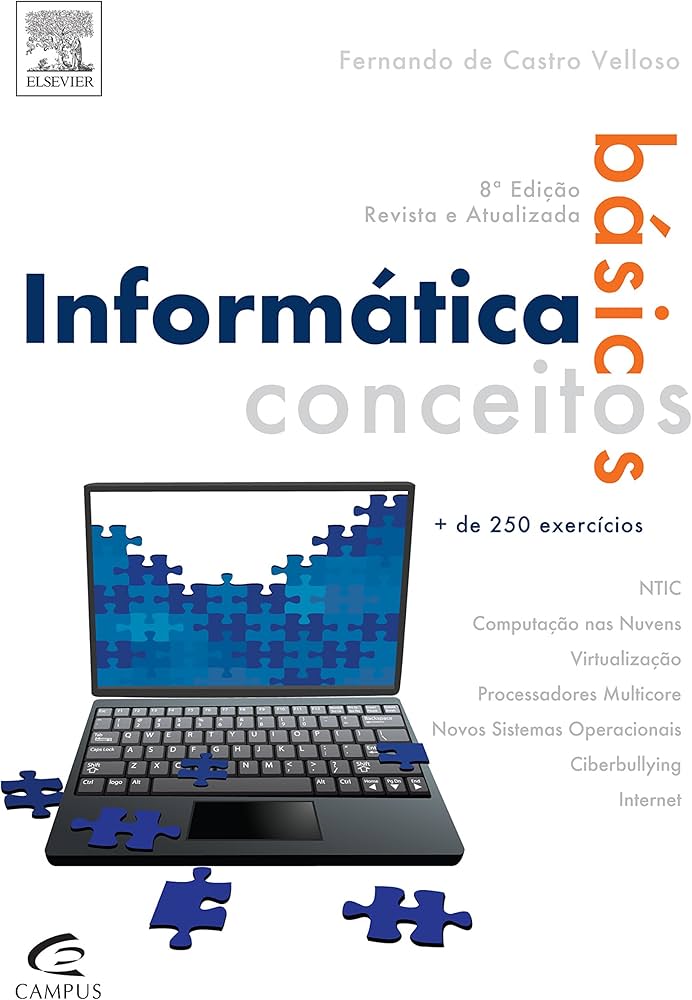 ELSEVIER
Fernando de Castro Velloso
8ª Edição
Revista e Atualizada
básicos
Informática
conceitos
+ de 250 exercícios
NTIC
Computação nas Nuvens
Virtualização
Processadores Multicore
Novos Sistemas Operacionais
Ciberbullying
Internet
CAMPUS